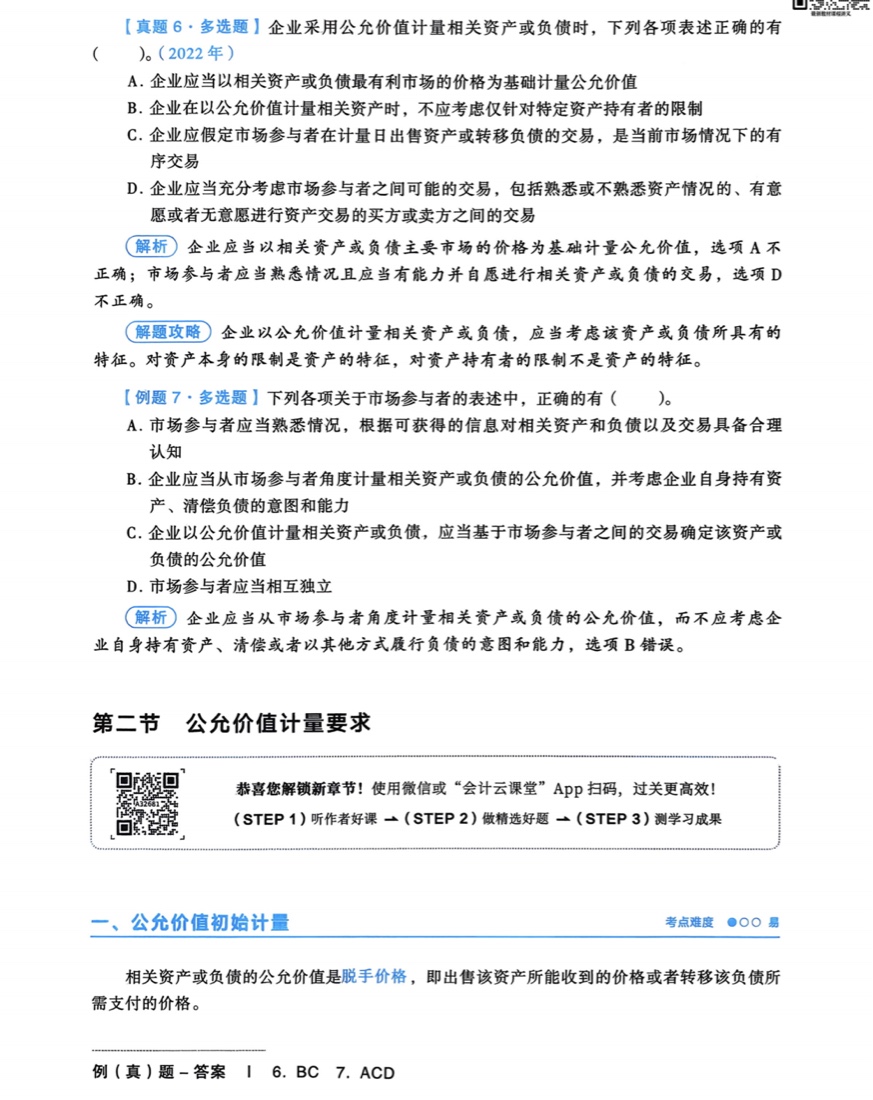 【真题 6·多选题】企业采用公允价值计量相关资产或负债时，下列各项表述正确的有
（　　）。（2022 年）
A. 企业应当以相关资产或负债最有利市场的价格为基础计量公允价值
B. 企业在以公允价值计量相关资产时，不应考虑仅针对特定资产持有者的限制
C. 企业应假定市场参与者在计量日出售资产或转移负债的交易，是当前市场情况下的有
序交易
D. 企业应当充分考虑市场参与者之间可能的交易，包括熟悉或不熟悉资产情况的、有意
愿或者无意愿进行资产交易的买方或卖方之间的交易
解析 企业应当以相关资产或负债主要市场的价格为基础计量公允价值，选项 A 不
正确；市场参与者应当熟悉情况且应当有能力并自愿进行相关资产或负债的交易，选项 D
不正确。
解题攻略 企业以公允价值计量相关资产或负债，应当考虑该资产或负债所具有的
特征。对资产本身的限制是资产的特征，对资产持有者的限制不是资产的特征。
【例题 7·多选题】下列各项关于市场参与者的表述中，正确的有（　　）。
A. 市场参与者应当熟悉情况，根据可获得的信息对相关资产和负债以及交易具备合理
认知
B. 企业应当从市场参与者角度计量相关资产或负债的公允价值，并考虑企业自身持有资
产、清偿负债的意图和能力
C. 企业以公允价值计量相关资产或负债，应当基于市场参与者之间的交易确定该资产或
负债的公允价值
D. 市场参与者应当相互独立
解析 企业应当从市场参与者角度计量相关资产或负债的公允价值，而不应考虑企
业自身持有资产、清偿或者以其他方式履行负债的意图和能力，选项 B 错误。
第二节　公允价值计量要求
恭喜您解锁新章节！使用微信或“会计云课堂”App 扫码，过关更高效！
（STEP 1）听作者好课 →（STEP 2）做精选好题 →（STEP 3）测学习成果
A32681
一、公允价值初始计量　考点难度 ●○○ 易
相关资产或负债的公允价值是脱手价格，即出售该资产所能收到的价格或者转移该负债所
需支付的价格。
例（真）题－答案　|　6. BC　7. ACD